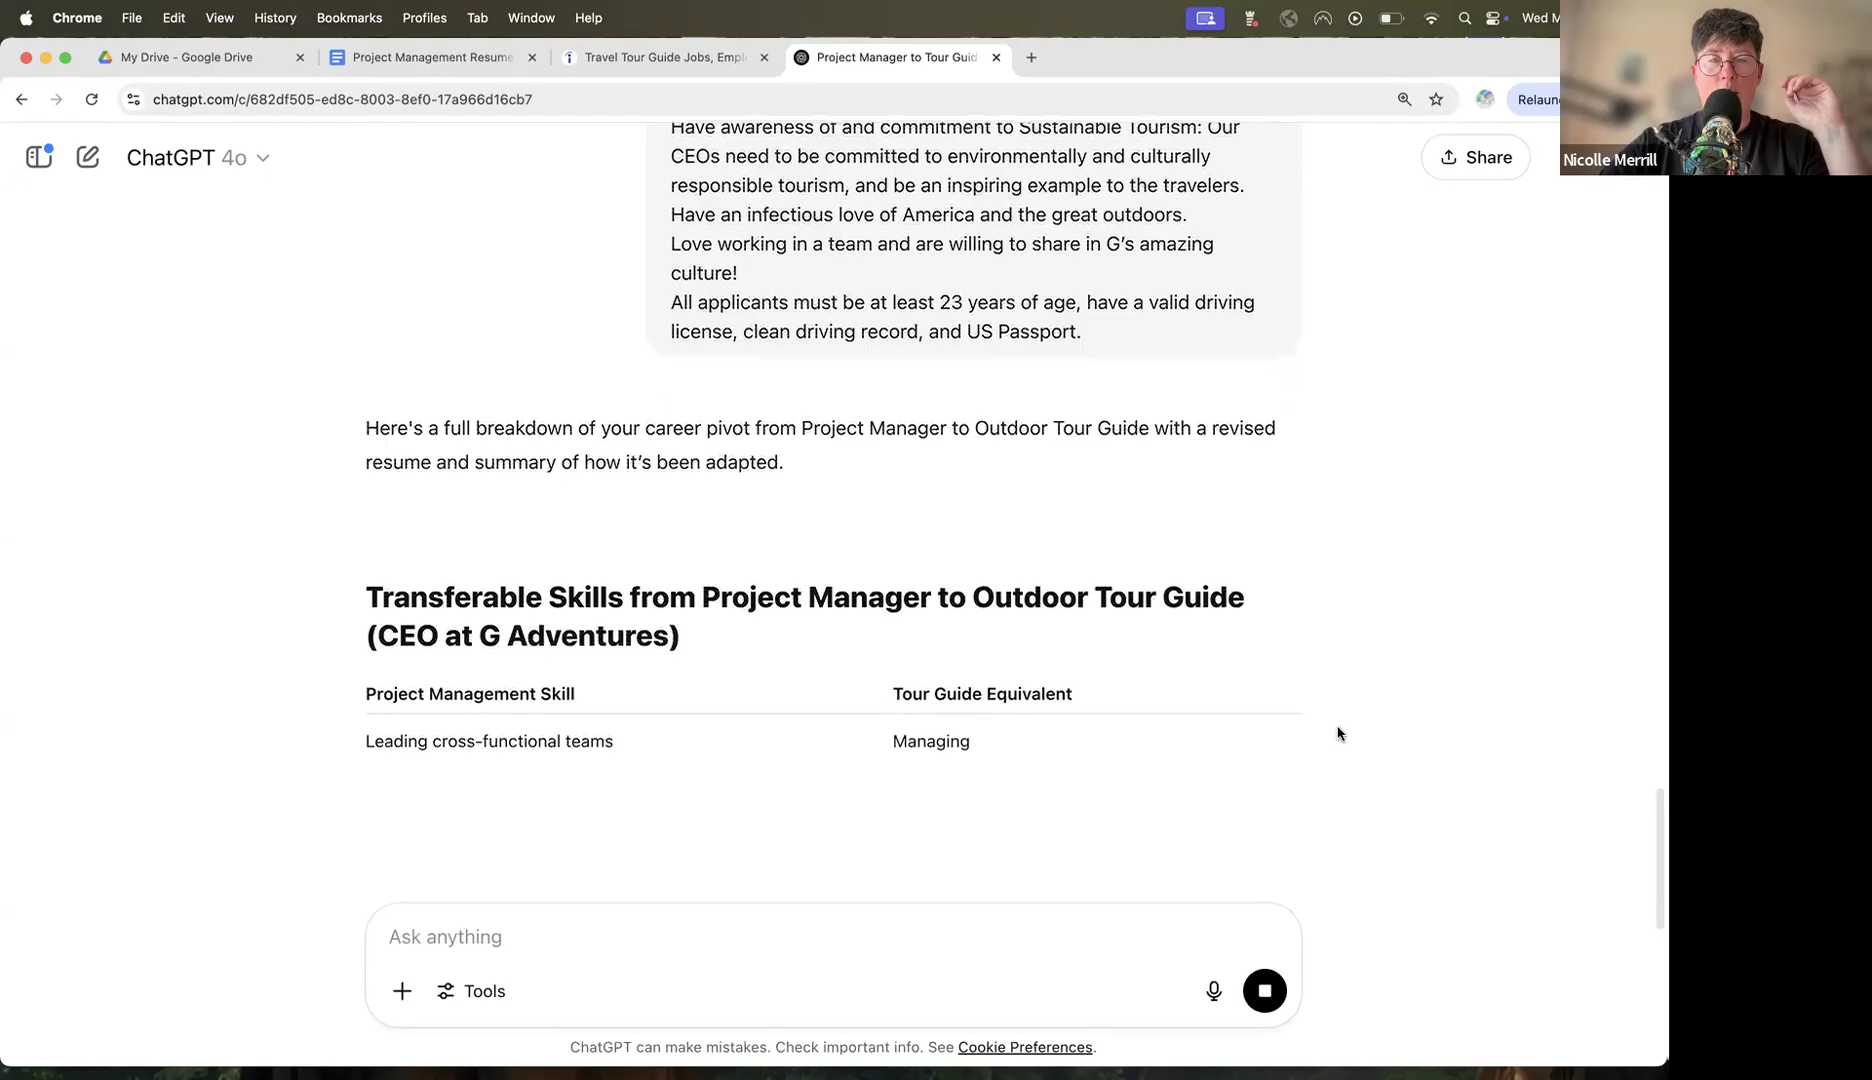 Chrome File Edit View History Bookmarks Profiles Tab Window Help Wed M
My Drive - Google Drive
Project Management Resume
Travel Tour Guide Jobs, Empl
Project Manager to Tour Guid
chatgpt.com/c/682df505-ed8c-8003-8ef0-17a966d16cb7
Relaun
Nicolle Merrill
ChatGPT 4o
Share
Have awareness of and commitment to Sustainable Tourism: Our
CEOs need to be committed to environmentally and culturally
responsible tourism, and be an inspiring example to the travelers.
Have an infectious love of America and the great outdoors.
Love working in a team and are willing to share in G’s amazing
culture!
All applicants must be at least 23 years of age, have a valid driving
license, clean driving record, and US Passport.
Here's a full breakdown of your career pivot from Project Manager to Outdoor Tour Guide with a revised
resume and summary of how it’s been adapted.
Transferable Skills from Project Manager to Outdoor Tour Guide
(CEO at G Adventures)
Project Management Skill Tour Guide Equivalent
Leading cross-functional teams Managing
Ask anything
Tools
ChatGPT can make mistakes. Check important info. See Cookie Preferences.